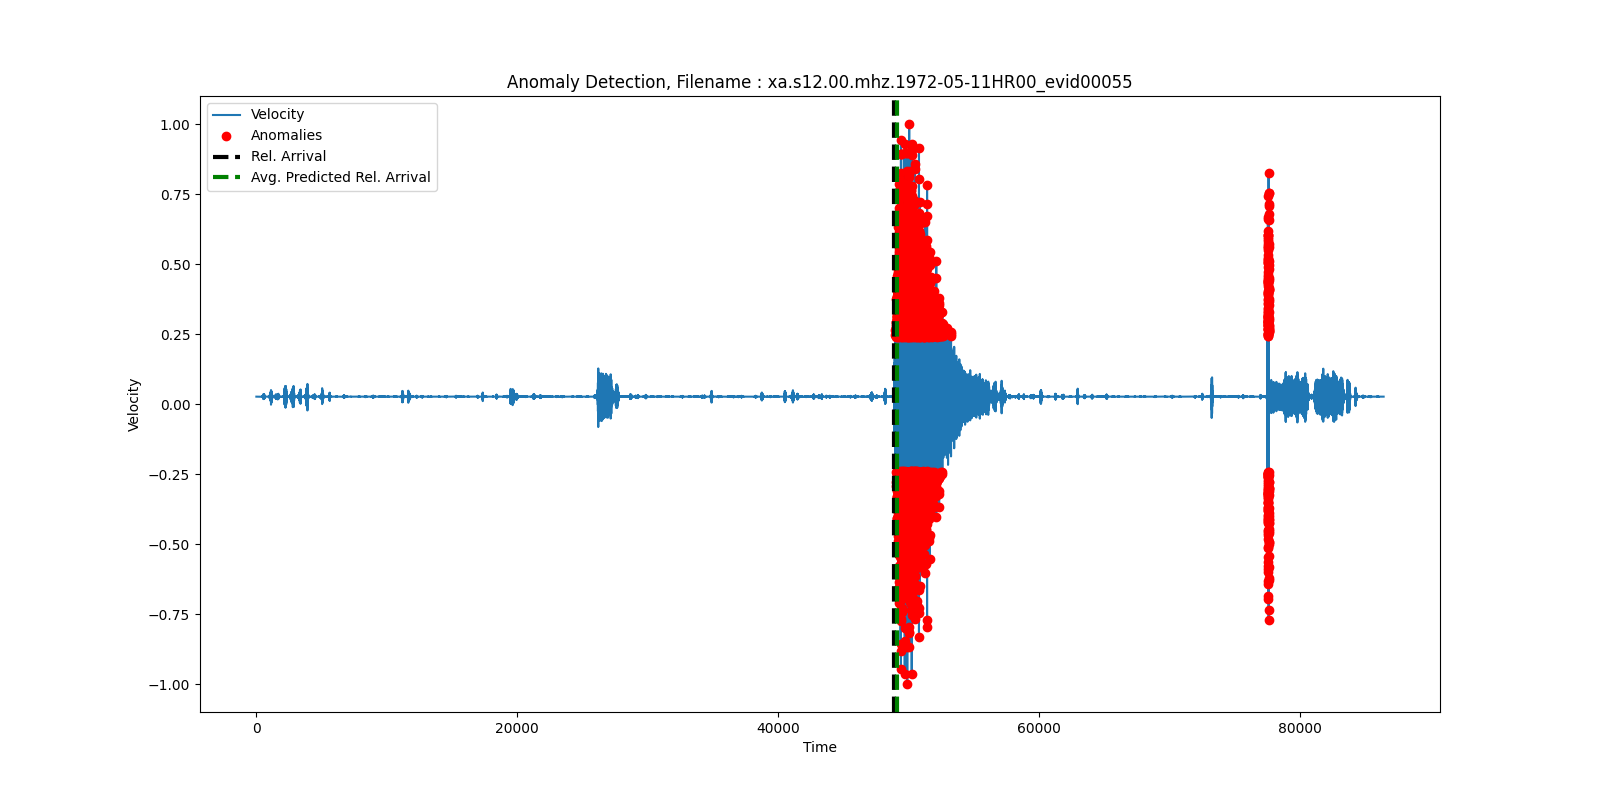 Anomaly Detection, Filename : xa.s12.00.mhz.1972-05-11HR00_evid00055
Velocity
Anomalies
Rel. Arrival
Avg. Predicted Rel. Arrival
1.00
0.75
0.50
0.25
0.00
−0.25
−0.50
−0.75
−1.00
Velocity
0 20000 40000 60000 80000
Time